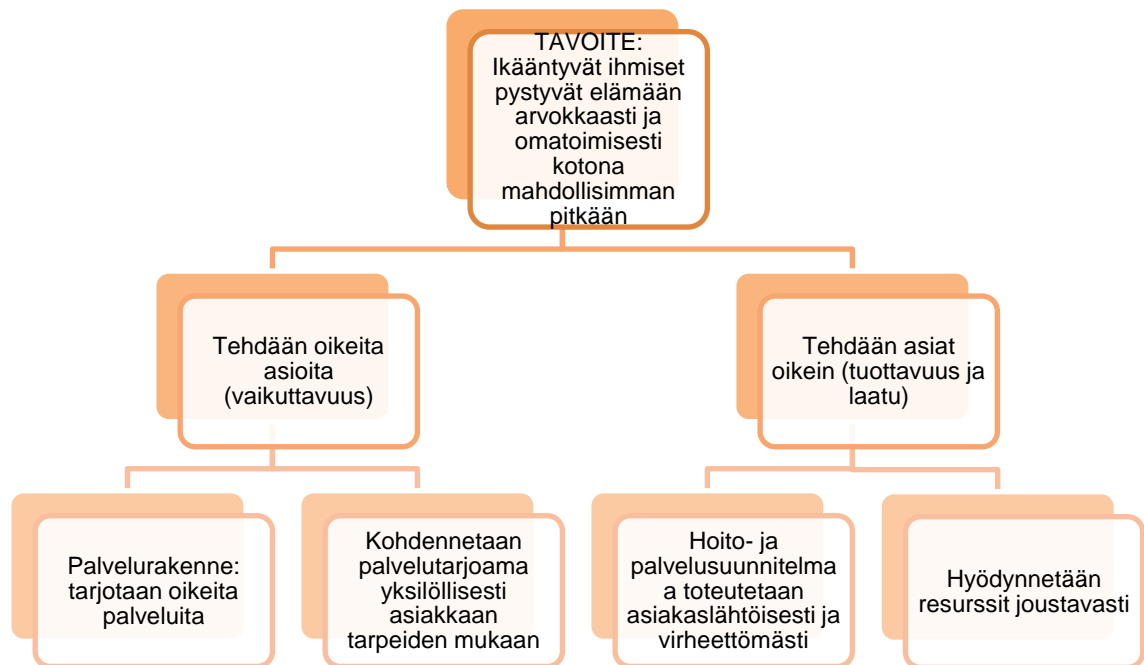 TAVOITE:
Ikääntyvät ihmiset
pystyvät elämään
arvokkaasti ja
omatoimisesti
kotona
mahdollisimman
pitkään
Tehdään oikeita
asioita
(vaikuttavuus)
Tehdään asiat
oikein (tuottavuus ja
laatu)
Palvelurakenne:
tarjotaan oikeita
palveluita
Kohdennetaan
palvelutarjoama
yksilöllisesti
asiakkaan
tarpeiden mukaan
Hoito- ja
palvelusuunnitelm
a toteutetaan
asiakaslähtöisesti ja
virheettömästi
Hyödynnetään
resurssit joustavasti